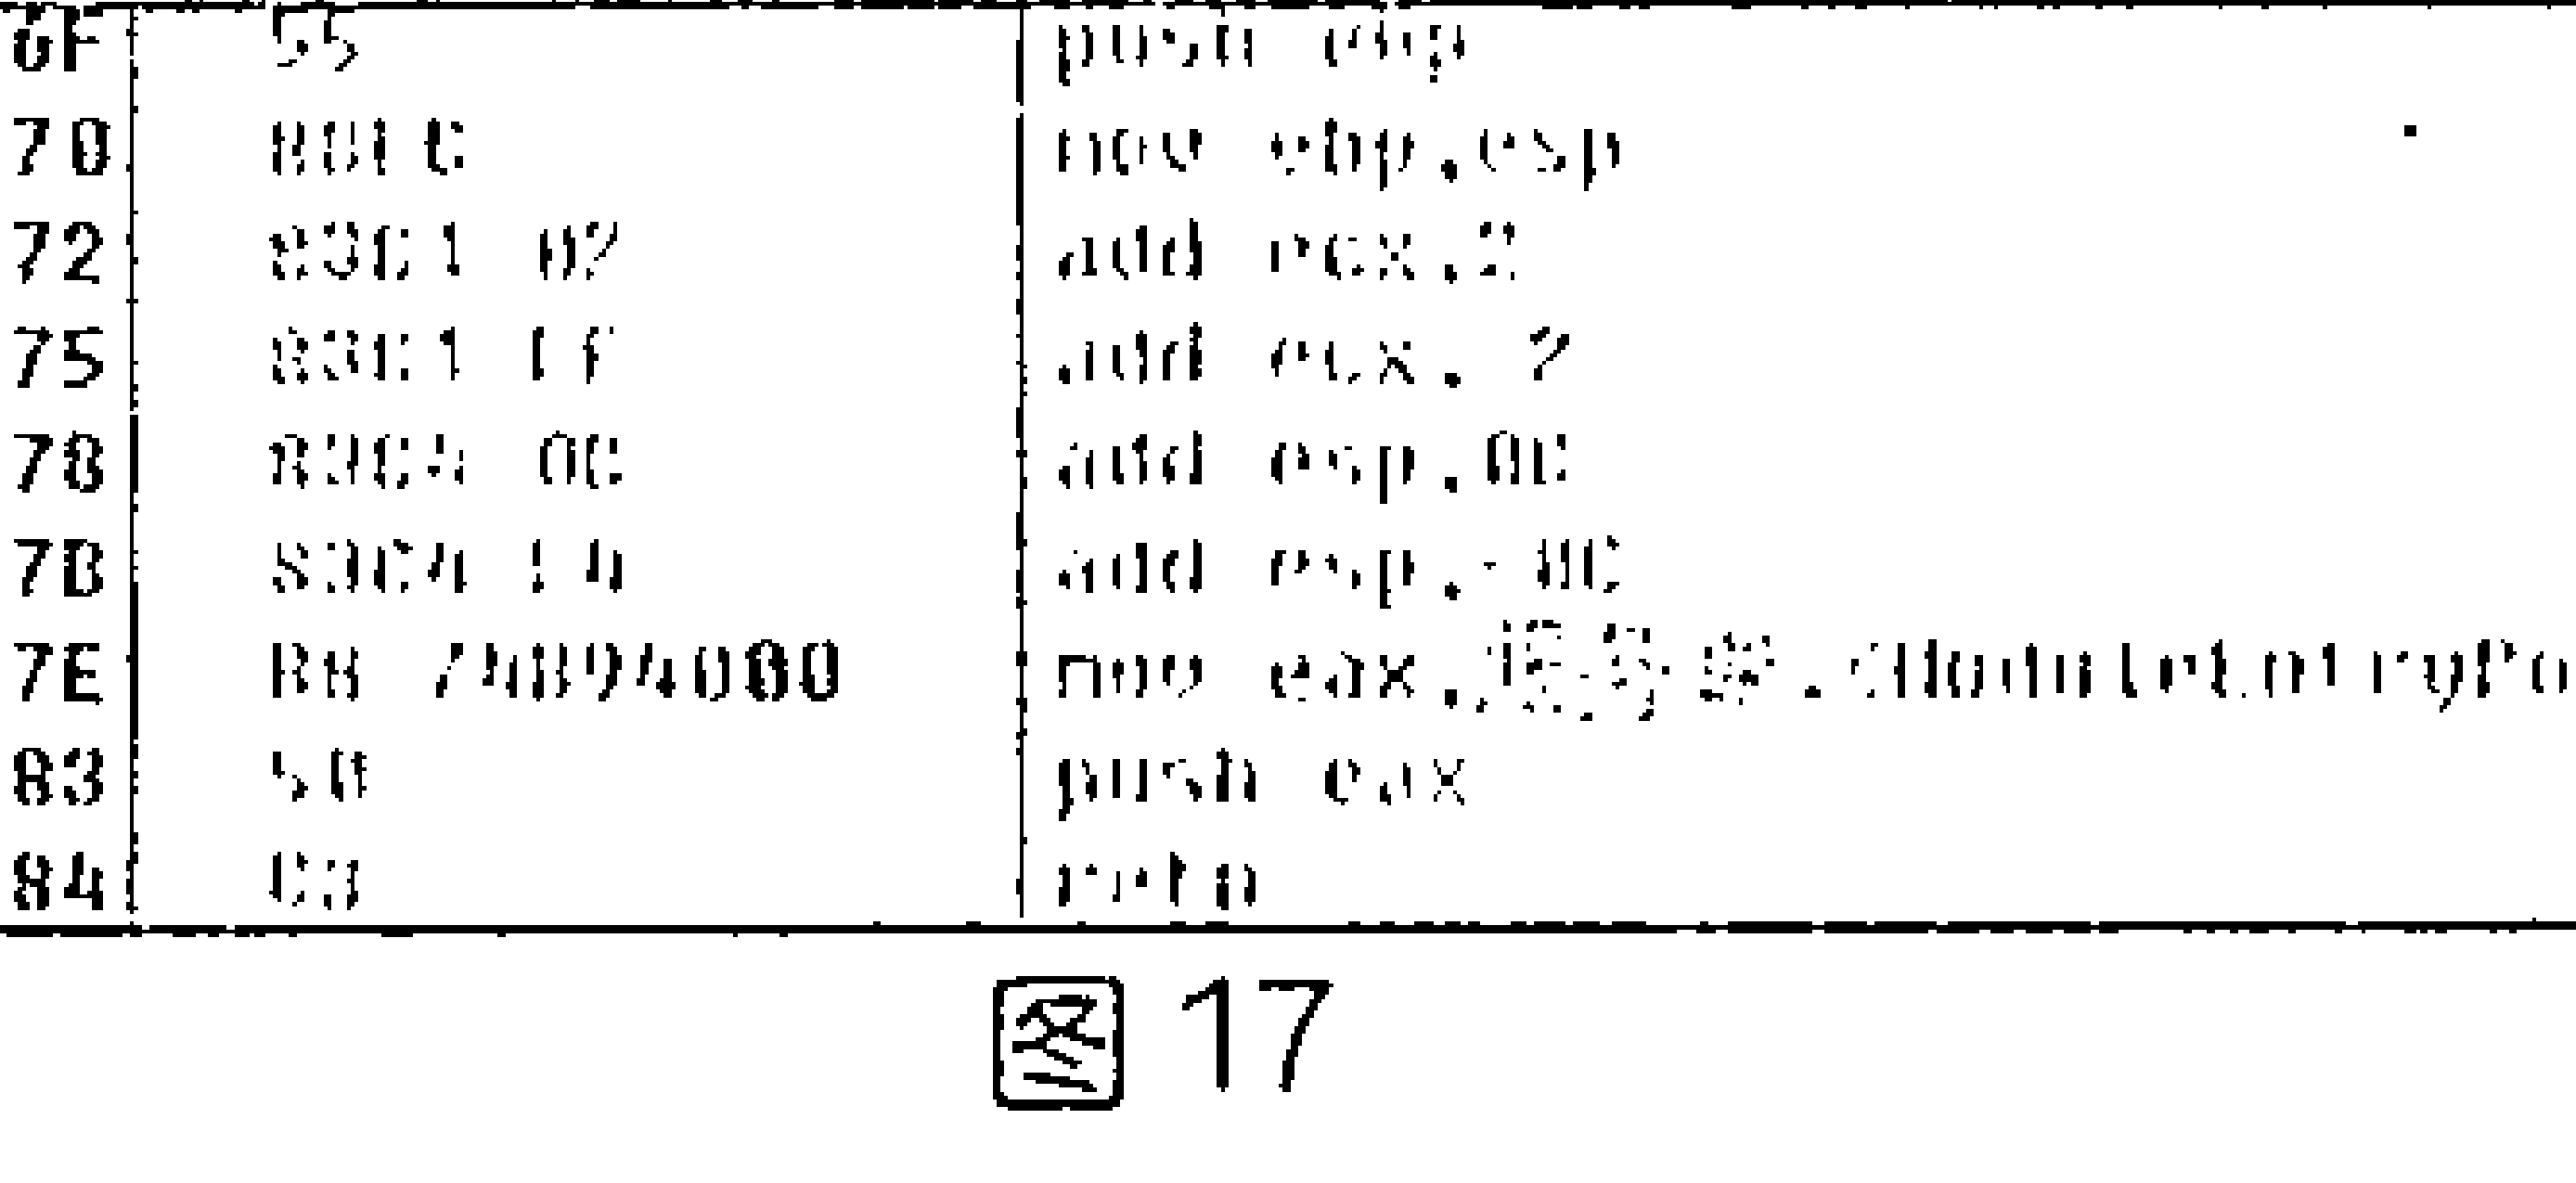 6F 55 push ebp
70 8BEC mov ebp,esp
72 83C1 02 add ecx,2
75 83C1 FE add ecx,-2
78 83C4 0C add esp,0C
7B 83C4 F4 add esp,-0C
7E B8 mov eax,
83 50 push eax
84 C3 retn
图 17